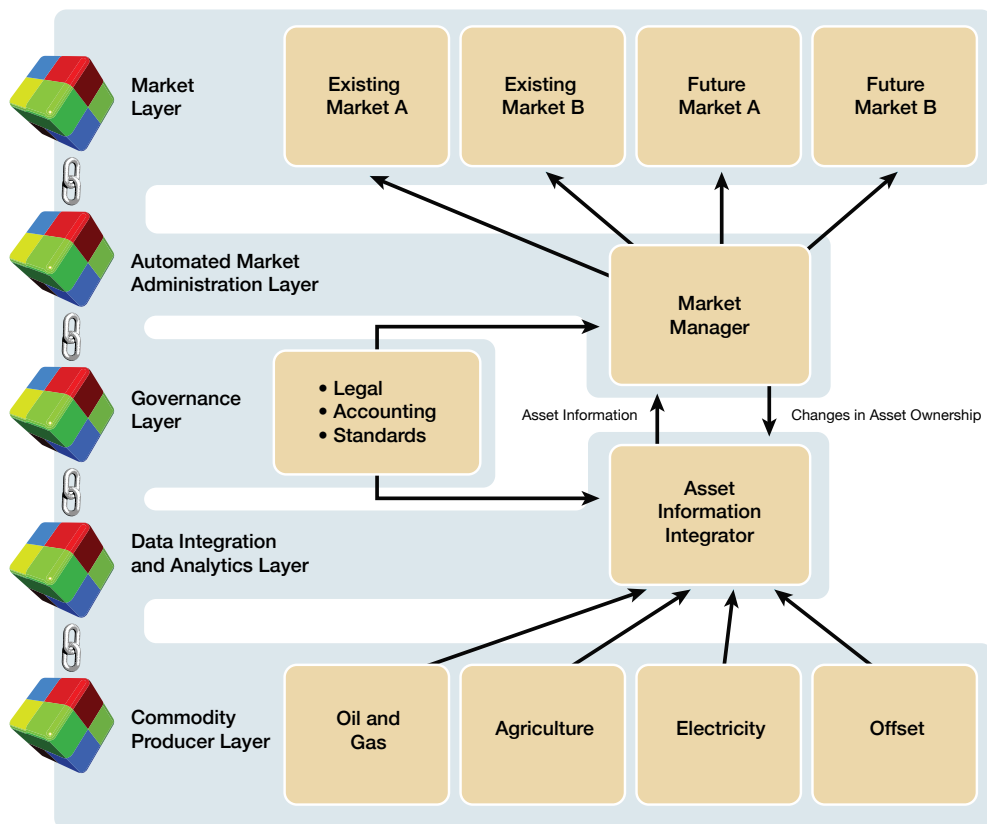 Market
Layer
Existing
Market A
Existing
Market B
Future
Market A
Future
Market B
Automated Market
Administration Layer
Market
Manager
Governance
Layer
• Legal
• Accounting
• Standards
Asset Information
Changes in Asset Ownership
Data Integration
and Analytics Layer
Asset
Information
Integrator
Commodity
Producer Layer
Oil and
Gas
Agriculture
Electricity
Offset